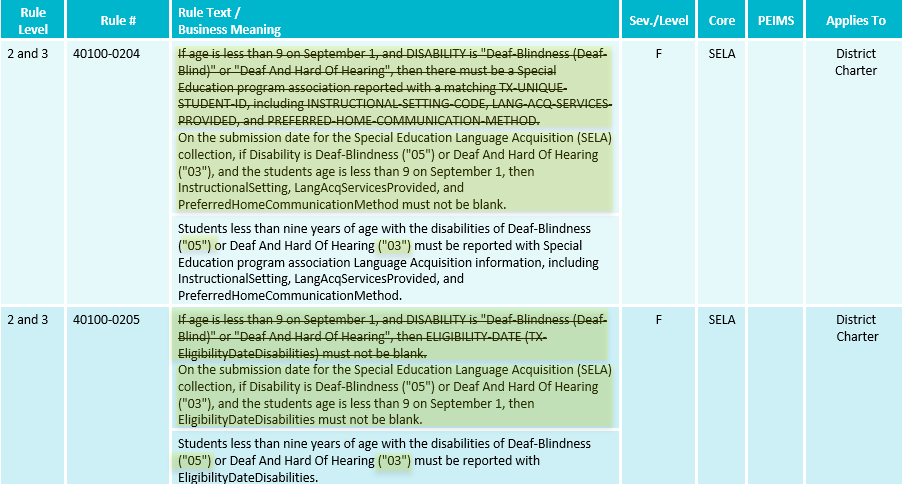 Rule Level
Rule #
Rule Text /
Business Meaning
Sev./Level
Core
PEIMS
Applies To
2 and 3
40100-0204
If age is less than 9 on September 1, and DISABILITY is "Deaf-Blindness (Deaf-
Blind)" or "Deaf And Hard Of Hearing", then there must be a Special
Education program association reported with a matching TX-UNIQUE-
STUDENT-ID, including INSTRUCTIONAL-SETTING-CODE, LANG-ACQ-SERVICES-
PROVIDED, and PREFERRED-HOME-COMMUNICATION-METHOD.
On the submission date for the Special Education Language Acquisition (SELA)
collection, if Disability is Deaf-Blindness ("05") or Deaf And Hard Of Hearing
("03"), and the students age is less than 9 on September 1, then
InstructionalSetting, LangAcqServicesProvided, and
PreferredHomeCommunicationMethod must not be blank.
Students less than nine years of age with the disabilities of Deaf-Blindness
("05") or Deaf And Hard Of Hearing ("03") must be reported with Special
Education program association Language Acquisition information, including
InstructionalSetting, LangAcqServicesProvided, and
PreferredHomeCommunicationMethod.
F
SELA
District
Charter
2 and 3
40100-0205
If age is less than 9 on September 1, and DISABILITY is "Deaf-Blindness (Deaf-
Blind)" or "Deaf And Hard Of Hearing", then ELIGIBILITY-DATE (TX-
EligibilityDateDisabilities) must not be blank.
On the submission date for the Special Education Language Acquisition (SELA)
collection, if Disability is Deaf-Blindness ("05") or Deaf And Hard Of Hearing
("03"), and the students age is less than 9 on September 1, then
EligibilityDateDisabilities must not be blank.
Students less than nine years of age with the disabilities of Deaf-Blindness
("05") or Deaf And Hard Of Hearing ("03") must be reported with
EligibilityDateDisabilities.
F
SELA
District
Charter